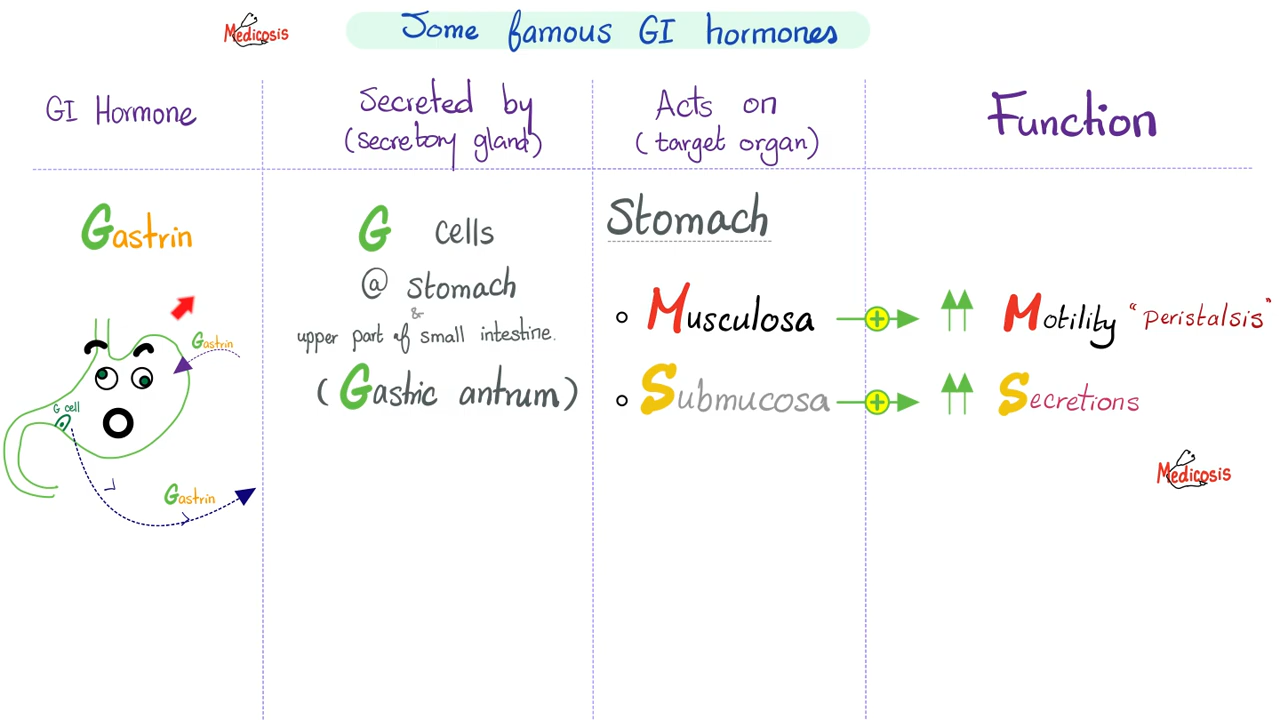 Medicosis
Some famous GI hormones
GI Hormone
Secreted by
(secretory gland)
Acts on
(target organ)
Function
Gastrin
G cells
@ stomach
&
upper part of small intestine.
(Gastric antrum)
Stomach
Musculosa
Motility "peristalsis"
Submucosa
Secretions
Gastrin
G cell
Gastrin
Medicosis